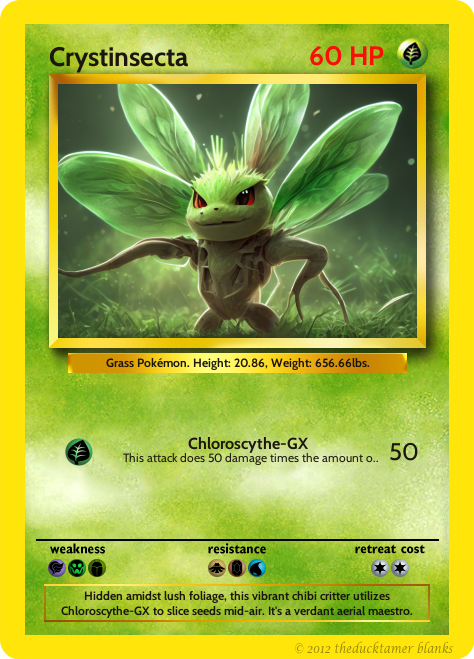 Crystinsecta
60 HP
Grass Pokémon. Height: 20.86, Weight: 656.66lbs.
Chloroscythe-GX
This attack does 50 damage times the amount o..
50
weakness
resistance
retreat cost
Hidden amidst lush foliage, this vibrant chibi critter utilizes
Chloroscythe-GX to slice seeds mid-air. It's a verdant aerial maestro.
© 2012 theducktamer blanks